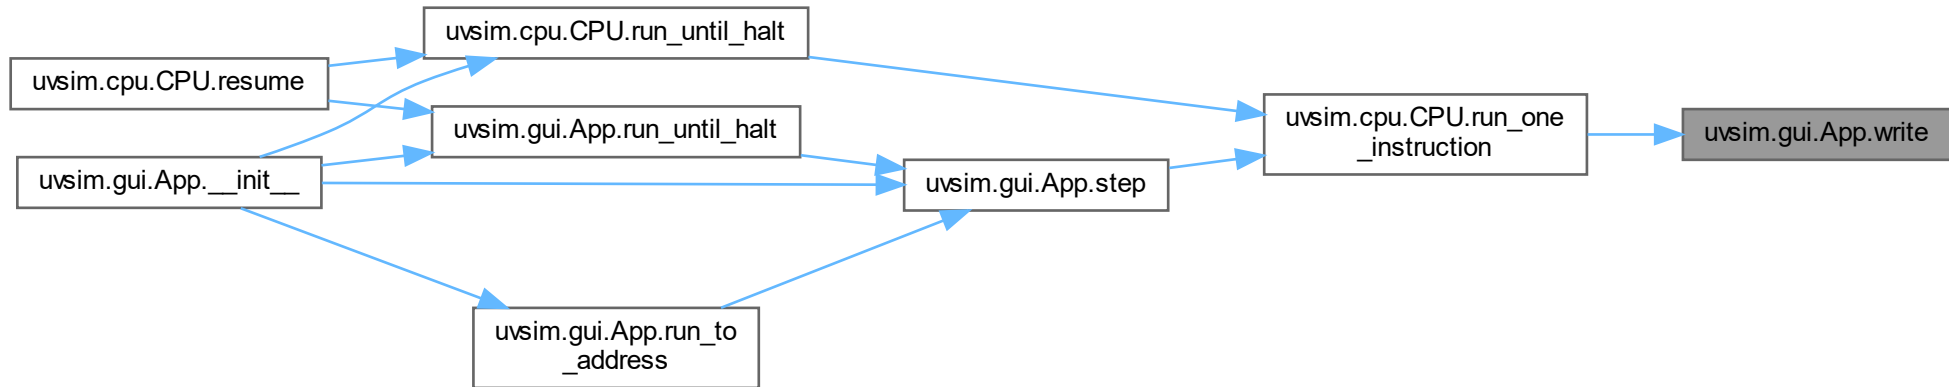 uvsim.cpu.CPU.run_until_halt
uvsim.cpu.CPU.resume
uvsim.gui.App.run_until_halt
uvsim.gui.App.__init__
uvsim.gui.App.step
uvsim.cpu.CPU.run_one
_instruction
uvsim.gui.App.write
uvsim.gui.App.run_to
_address